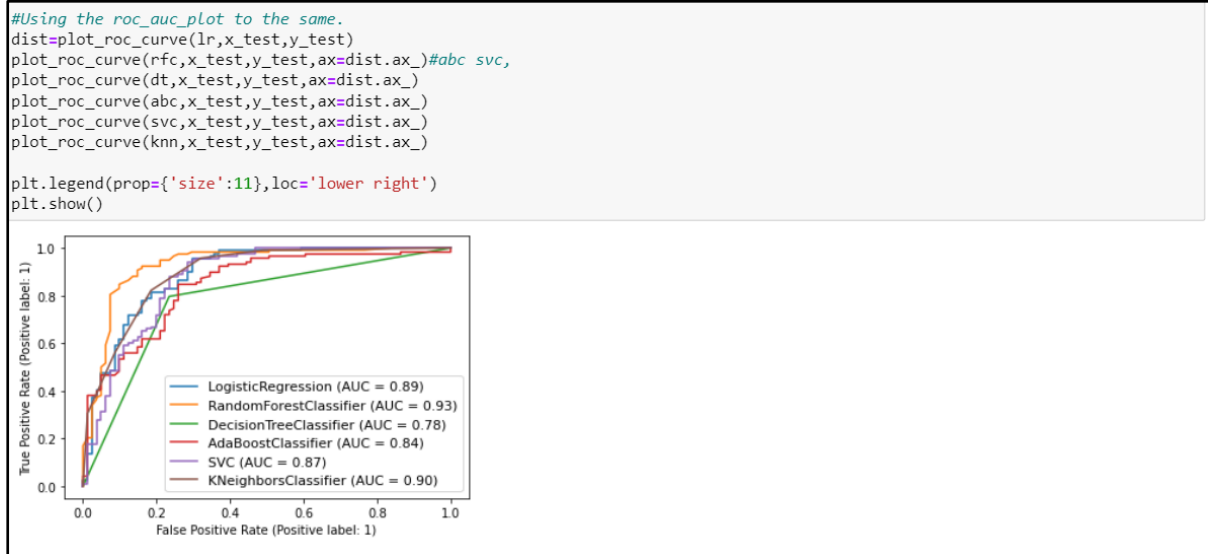 #Using the roc_auc_plot to the same.
dist=plot_roc_curve(lr,x_test,y_test)
plot_roc_curve(rfc,x_test,y_test,ax=dist.ax_)#abc svc,
plot_roc_curve(dt,x_test,y_test,ax=dist.ax_)
plot_roc_curve(abc,x_test,y_test,ax=dist.ax_)
plot_roc_curve(svc,x_test,y_test,ax=dist.ax_)
plot_roc_curve(knn,x_test,y_test,ax=dist.ax_)
plt.legend(prop={'size':11},loc='lower right')
plt.show()
True Positive Rate (Positive label: 1)
1.0
0.8
0.6
0.4
0.2
0.0
LogisticRegression (AUC = 0.89)
RandomForestClassifier (AUC = 0.93)
DecisionTreeClassifier (AUC = 0.78)
AdaBoostClassifier (AUC = 0.84)
SVC (AUC = 0.87)
KNeighborsClassifier (AUC = 0.90)
0.0 0.2 0.4 0.6 0.8 1.0
False Positive Rate (Positive label: 1)